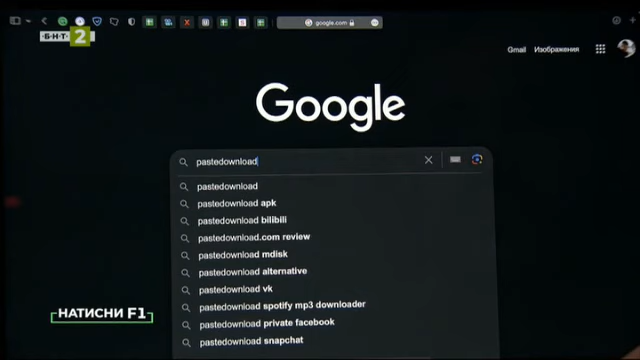 google.com
БНТ 2
Gmail Изображения
Google
pastedownload
pastedownload
pastedownload apk
pastedownload bilibili
pastedownload.com review
pastedownload mdisk
pastedownload alternative
pastedownload vk
pastedownload spotify mp3 downloader
pastedownload private facebook
pastedownload snapchat
НАТИСНИ F1